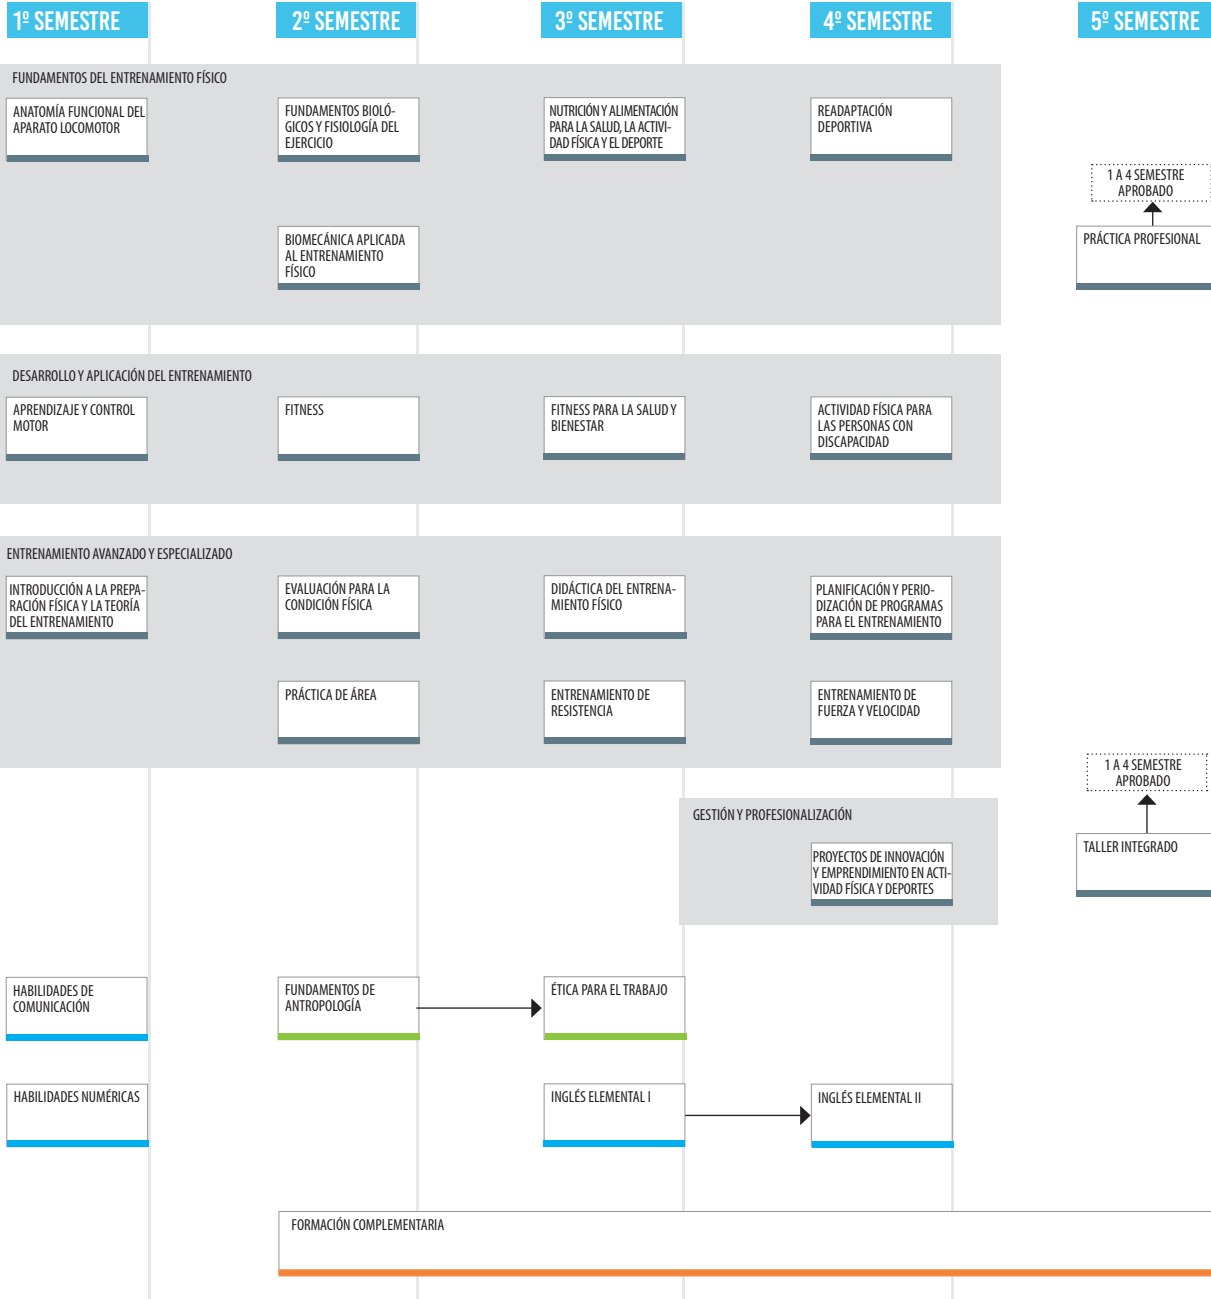 1º SEMESTRE
2º SEMESTRE
3º SEMESTRE
4º SEMESTRE
5º SEMESTRE
FUNDAMENTOS DEL ENTRENAMIENTO FÍSICO
ANATOMÍA FUNCIONAL DEL
APARATO LOCOMOTOR
FUNDAMENTOS BIOLÓ-
GICOS Y FISIOLOGÍA DEL
EJERCICIO
NUTRICIÓN Y ALIMENTACIÓN
PARA LA SALUD, LA ACTIVI-
DAD FÍSICA Y EL DEPORTE
READAPTACIÓN
DEPORTIVA
1 A 4 SEMESTRE
APROBADO
BIOMECÁNICA APLICADA
AL ENTRENAMIENTO
FÍSICO
PRÁCTICA PROFESIONAL
DESARROLLO Y APLICACIÓN DEL ENTRENAMIENTO
APRENDIZAJE Y CONTROL
MOTOR
FITNESS
FITNESS PARA LA SALUD Y
BIENESTAR
ACTIVIDAD FÍSICA PARA
LAS PERSONAS CON
DISCAPACIDAD
ENTRENAMIENTO AVANZADO Y ESPECIALIZADO
INTRODUCCIÓN A LA PREPA-
RACIÓN FÍSICA Y LA TEORÍA
DEL ENTRENAMIENTO
EVALUACIÓN PARA LA
CONDICIÓN FÍSICA
DIDÁCTICA DEL ENTRENA-
MIENTO FÍSICO
PLANIFICACIÓN Y PERIO-
DIZACIÓN DE PROGRAMAS
PARA EL ENTRENAMIENTO
PRÁCTICA DE ÁREA
ENTRENAMIENTO DE
RESISTENCIA
ENTRENAMIENTO DE
FUERZA Y VELOCIDAD
1 A 4 SEMESTRE
APROBADO
GESTIÓN Y PROFESIONALIZACIÓN
PROYECTOS DE INNOVACIÓN
Y EMPRENDIMIENTO EN ACTI-
VIDAD FÍSICA Y DEPORTES
TALLER INTEGRADO
HABILIDADES DE
COMUNICACIÓN
FUNDAMENTOS DE
ANTROPOLOGÍA
ÉTICA PARA EL TRABAJO
HABILIDADES NUMÉRICAS
INGLÉS ELEMENTAL I
INGLÉS ELEMENTAL II
FORMACIÓN COMPLEMENTARIA